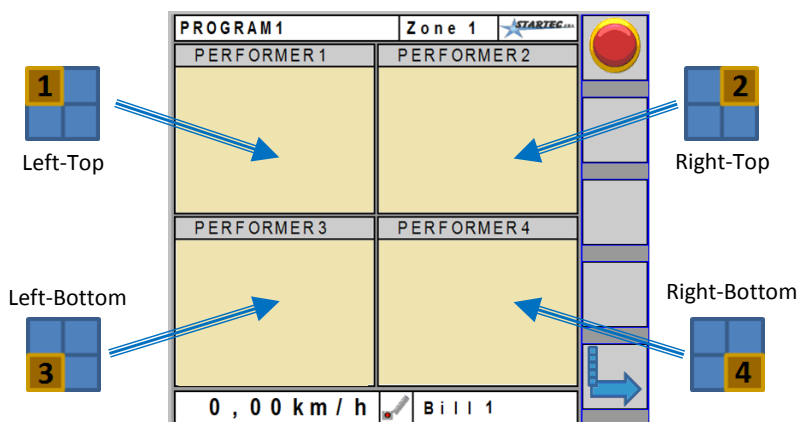 PROGRAM1 Zone 1 STARTEC
PERFORMER1 PERFORMER2
1 2
Left-Top Right-Top
PERFORMER3 PERFORMER4
Left-Bottom Right-Bottom
3 4
0,00km/h Bill 1